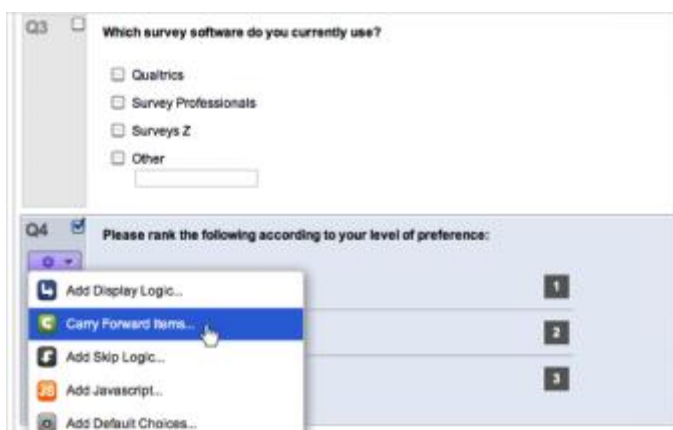 Q3
Which survey software do you currently use?
Qualtrics
Survey Professionals
Surveys Z
Other
Q4
Please rank the following according to your level of preference:
Add Display Logic...
1
Carry Forward Items...
2
Add Skip Logic...
3
JS
Add Javascript...
Add Default Choices...